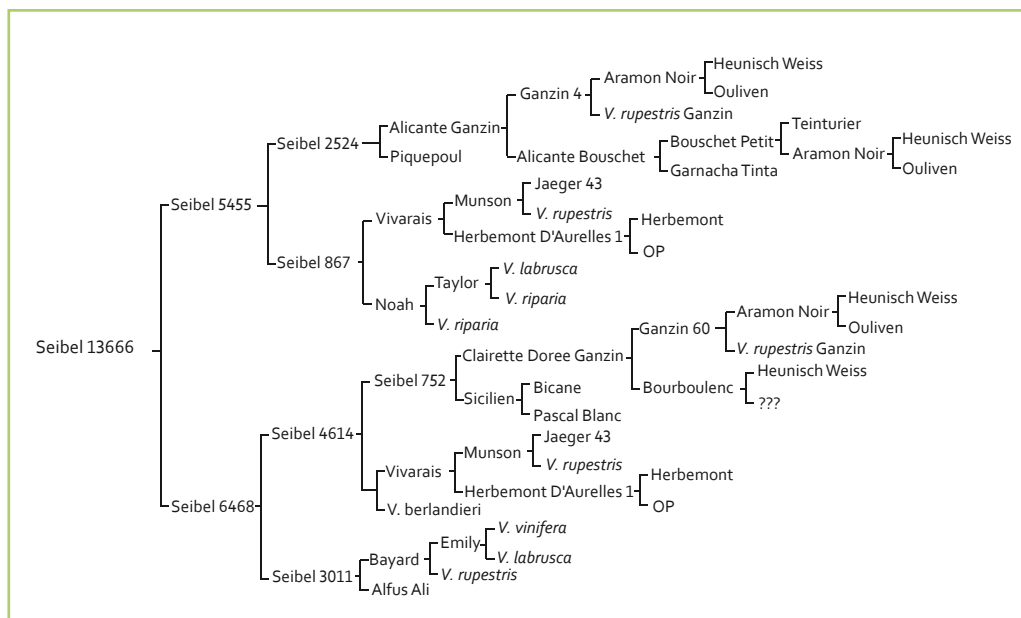 Heunisch Weiss
Aramon Noir
Ouliven
Ganzin 4
V. rupestris Ganzin
Alicante Ganzin
Teinturier
Bouschet Petit
Heunisch Weiss
Aramon Noir
Ouliven
Seibel 2524
Alicante Bouschet
Garnacha Tinta
Piquepoul
Seibel 5455
Jaeger 43
Munson
V. rupestris
Vivarais
Herbemont
Herbemont D'Aurelles 1
OP
Seibel 867
V. labrusca
Taylor
V. riparia
Noah
V. riparia
Seibel 13666
Heunisch Weiss
Aramon Noir
Ouliven
Ganzin 60
V. rupestris Ganzin
Clairette Doree Ganzin
Heunisch Weiss
Bourboulenc
???
Seibel 752
Bicane
Sicilien
Pascal Blanc
Seibel 4614
Jaeger 43
Munson
V. rupestris
Vivarais
Herbemont
Herbemont D'Aurelles 1
OP
V. berlandieri
Seibel 6468
V. vinifera
Emily
V. labrusca
Bayard
V. rupestris
Seibel 3011
Alfus Ali